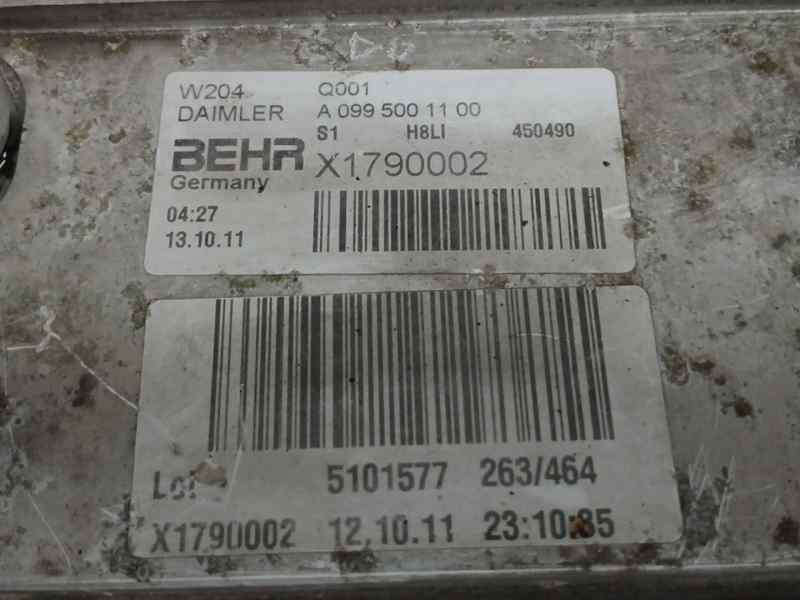 W204 Q001
DAIMLER A 099 500 11 00
S1 H8LI 450490
BEHR X1790002
Germany
04:27
13.10.11
Lot 5101577 263/464
X1790002 12.10.11 23:10:35